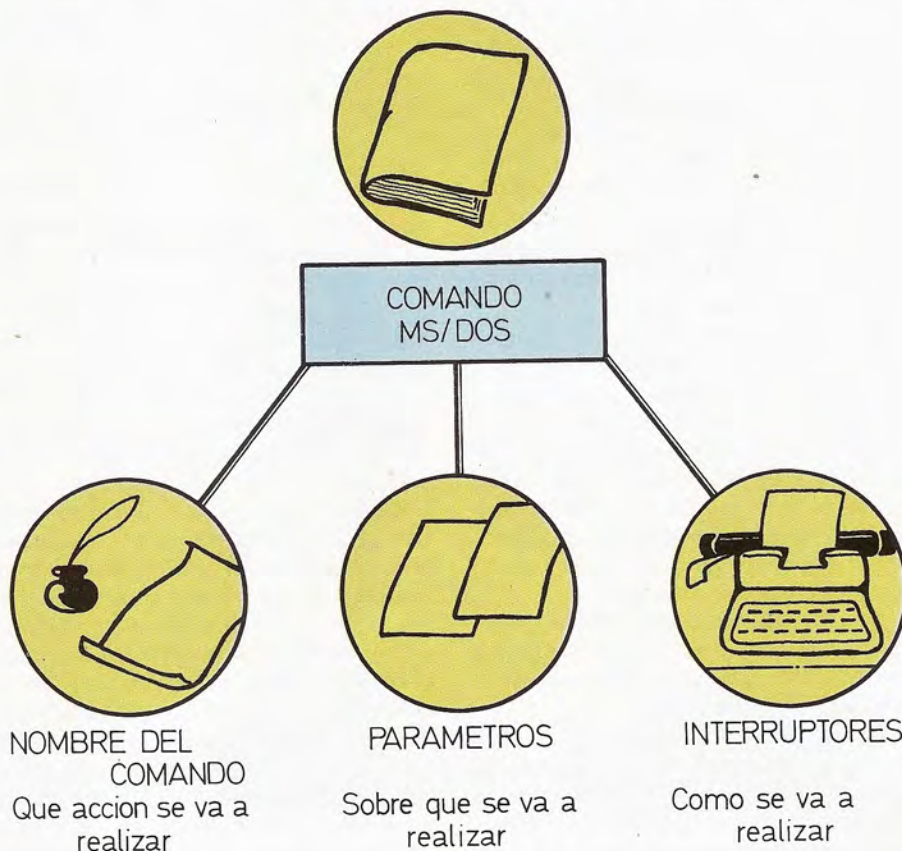 COMANDO
MS/DOS
NOMBRE DEL
COMANDO
Que accion se va a
realizar
PARAMETROS
Sobre que se va a
realizar
INTERRUPTORES
Como se va a
realizar